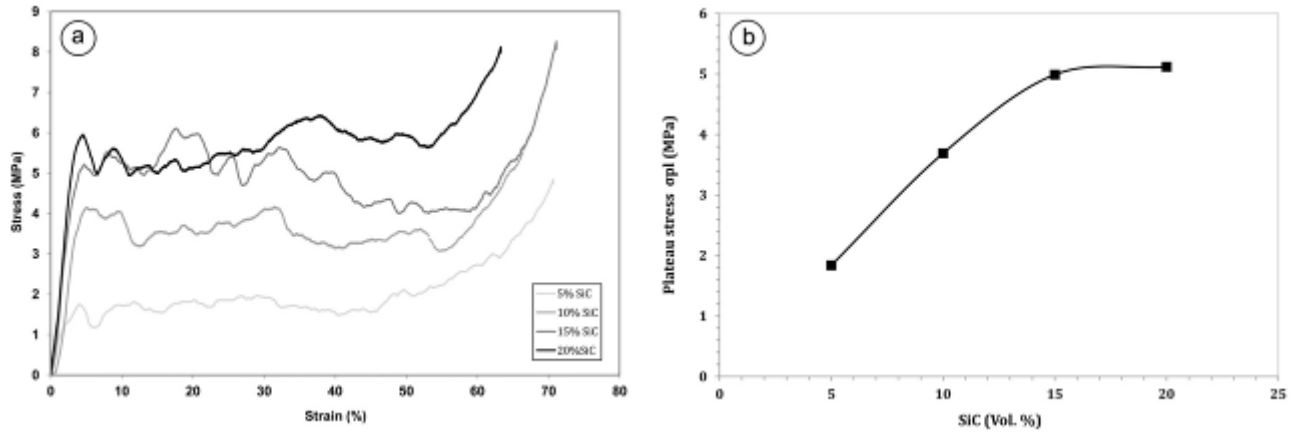 a
9
8
7
6
5
4
3
2
1
0
Stress (MPa)
0 10 20 30 40 50 60 70 80
Strain (%)
5% SiC
10% SiC
15% SiC
20%SiC
b
6
5
4
3
2
1
0
Plateau stress σpl (MPa)
0 5 10 15 20 25
SiC (Vol. %)